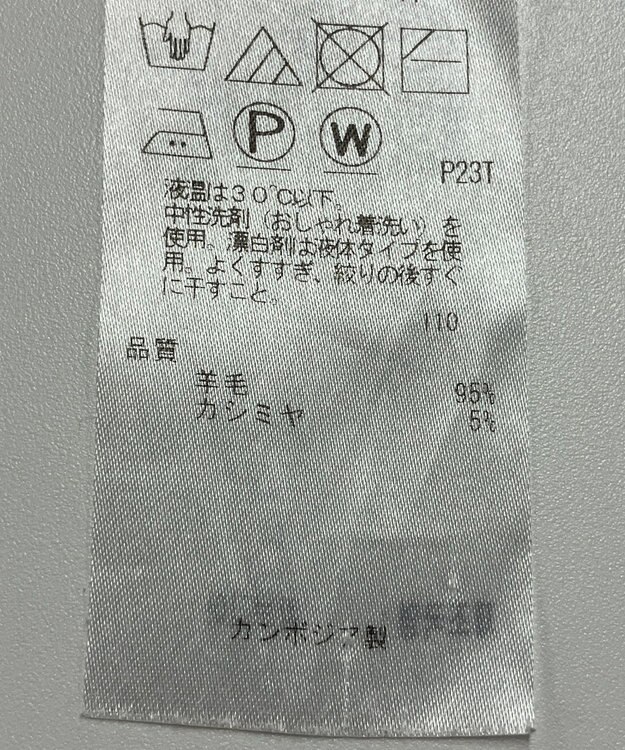 P
W
P23T
液温は30℃以下。
中性洗剤（おしゃれ着洗い）を
使用。漂白剤は液体タイプを使
用。よくすすぎ、絞りの後すぐ
に干すこと。
110
品質
羊毛 95%
カシミヤ 5%
カンボジア製